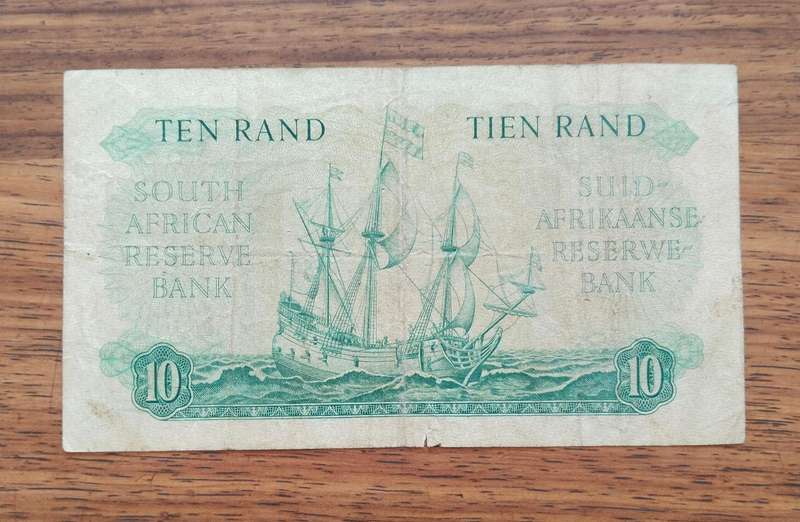 TEN RAND
TIEN RAND
SOUTH
AFRICAN
RESERVE
BANK
SUID-
AFRIKAANSE
RESERWE-
BANK
10
10